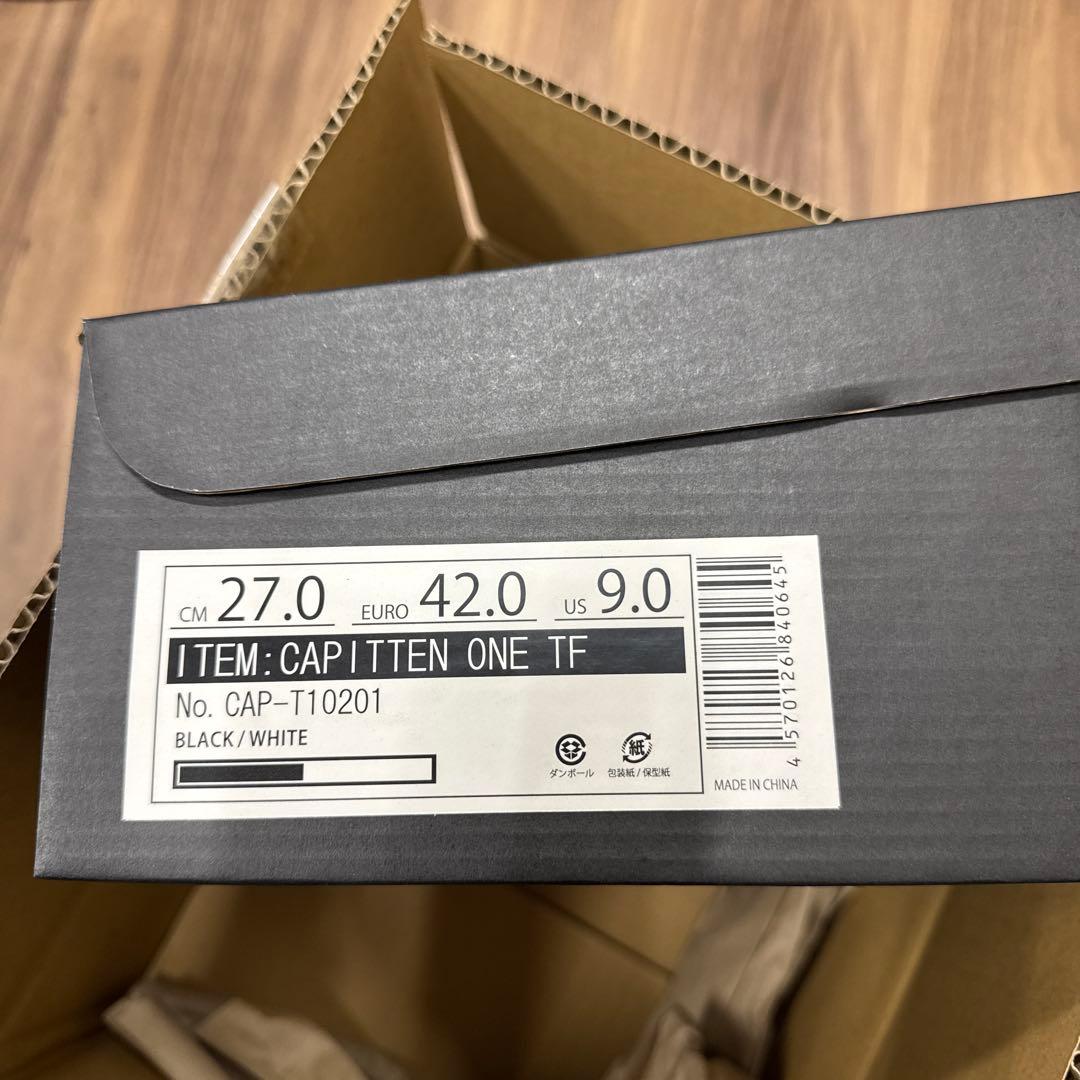 CM 27.0 EURO 42.0 US 9.0
ITEM:CAPITTEN ONE TF
No. CAP-T10201
BLACK/WHITE
紙
ダンボール 包装紙/保型紙
4 570126 840645
MADE IN CHINA